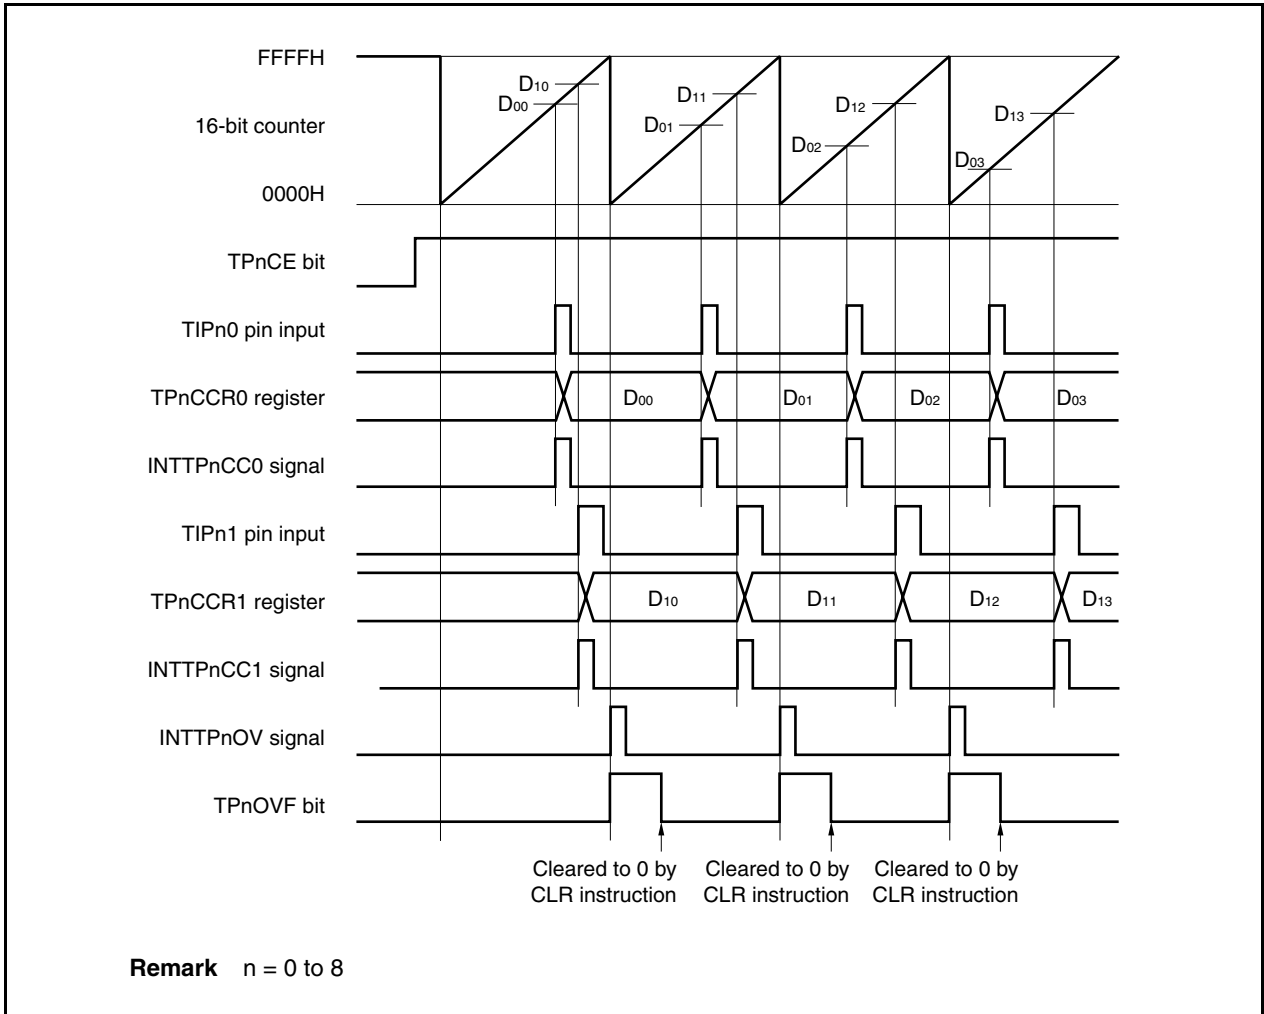 FFFFH
D10
D00
D11
D01
D12
D02
D13
D03
16-bit counter
0000H
TPnCE bit
TIPn0 pin input
TPnCCR0 register
D00
D01
D02
D03
INTTPnCC0 signal
TIPn1 pin input
TPnCCR1 register
D10
D11
D12
D13
INTTPnCC1 signal
INTTPnOV signal
TPnOVF bit
Cleared to 0 by
CLR instruction
Cleared to 0 by
CLR instruction
Cleared to 0 by
CLR instruction
Remark n = 0 to 8